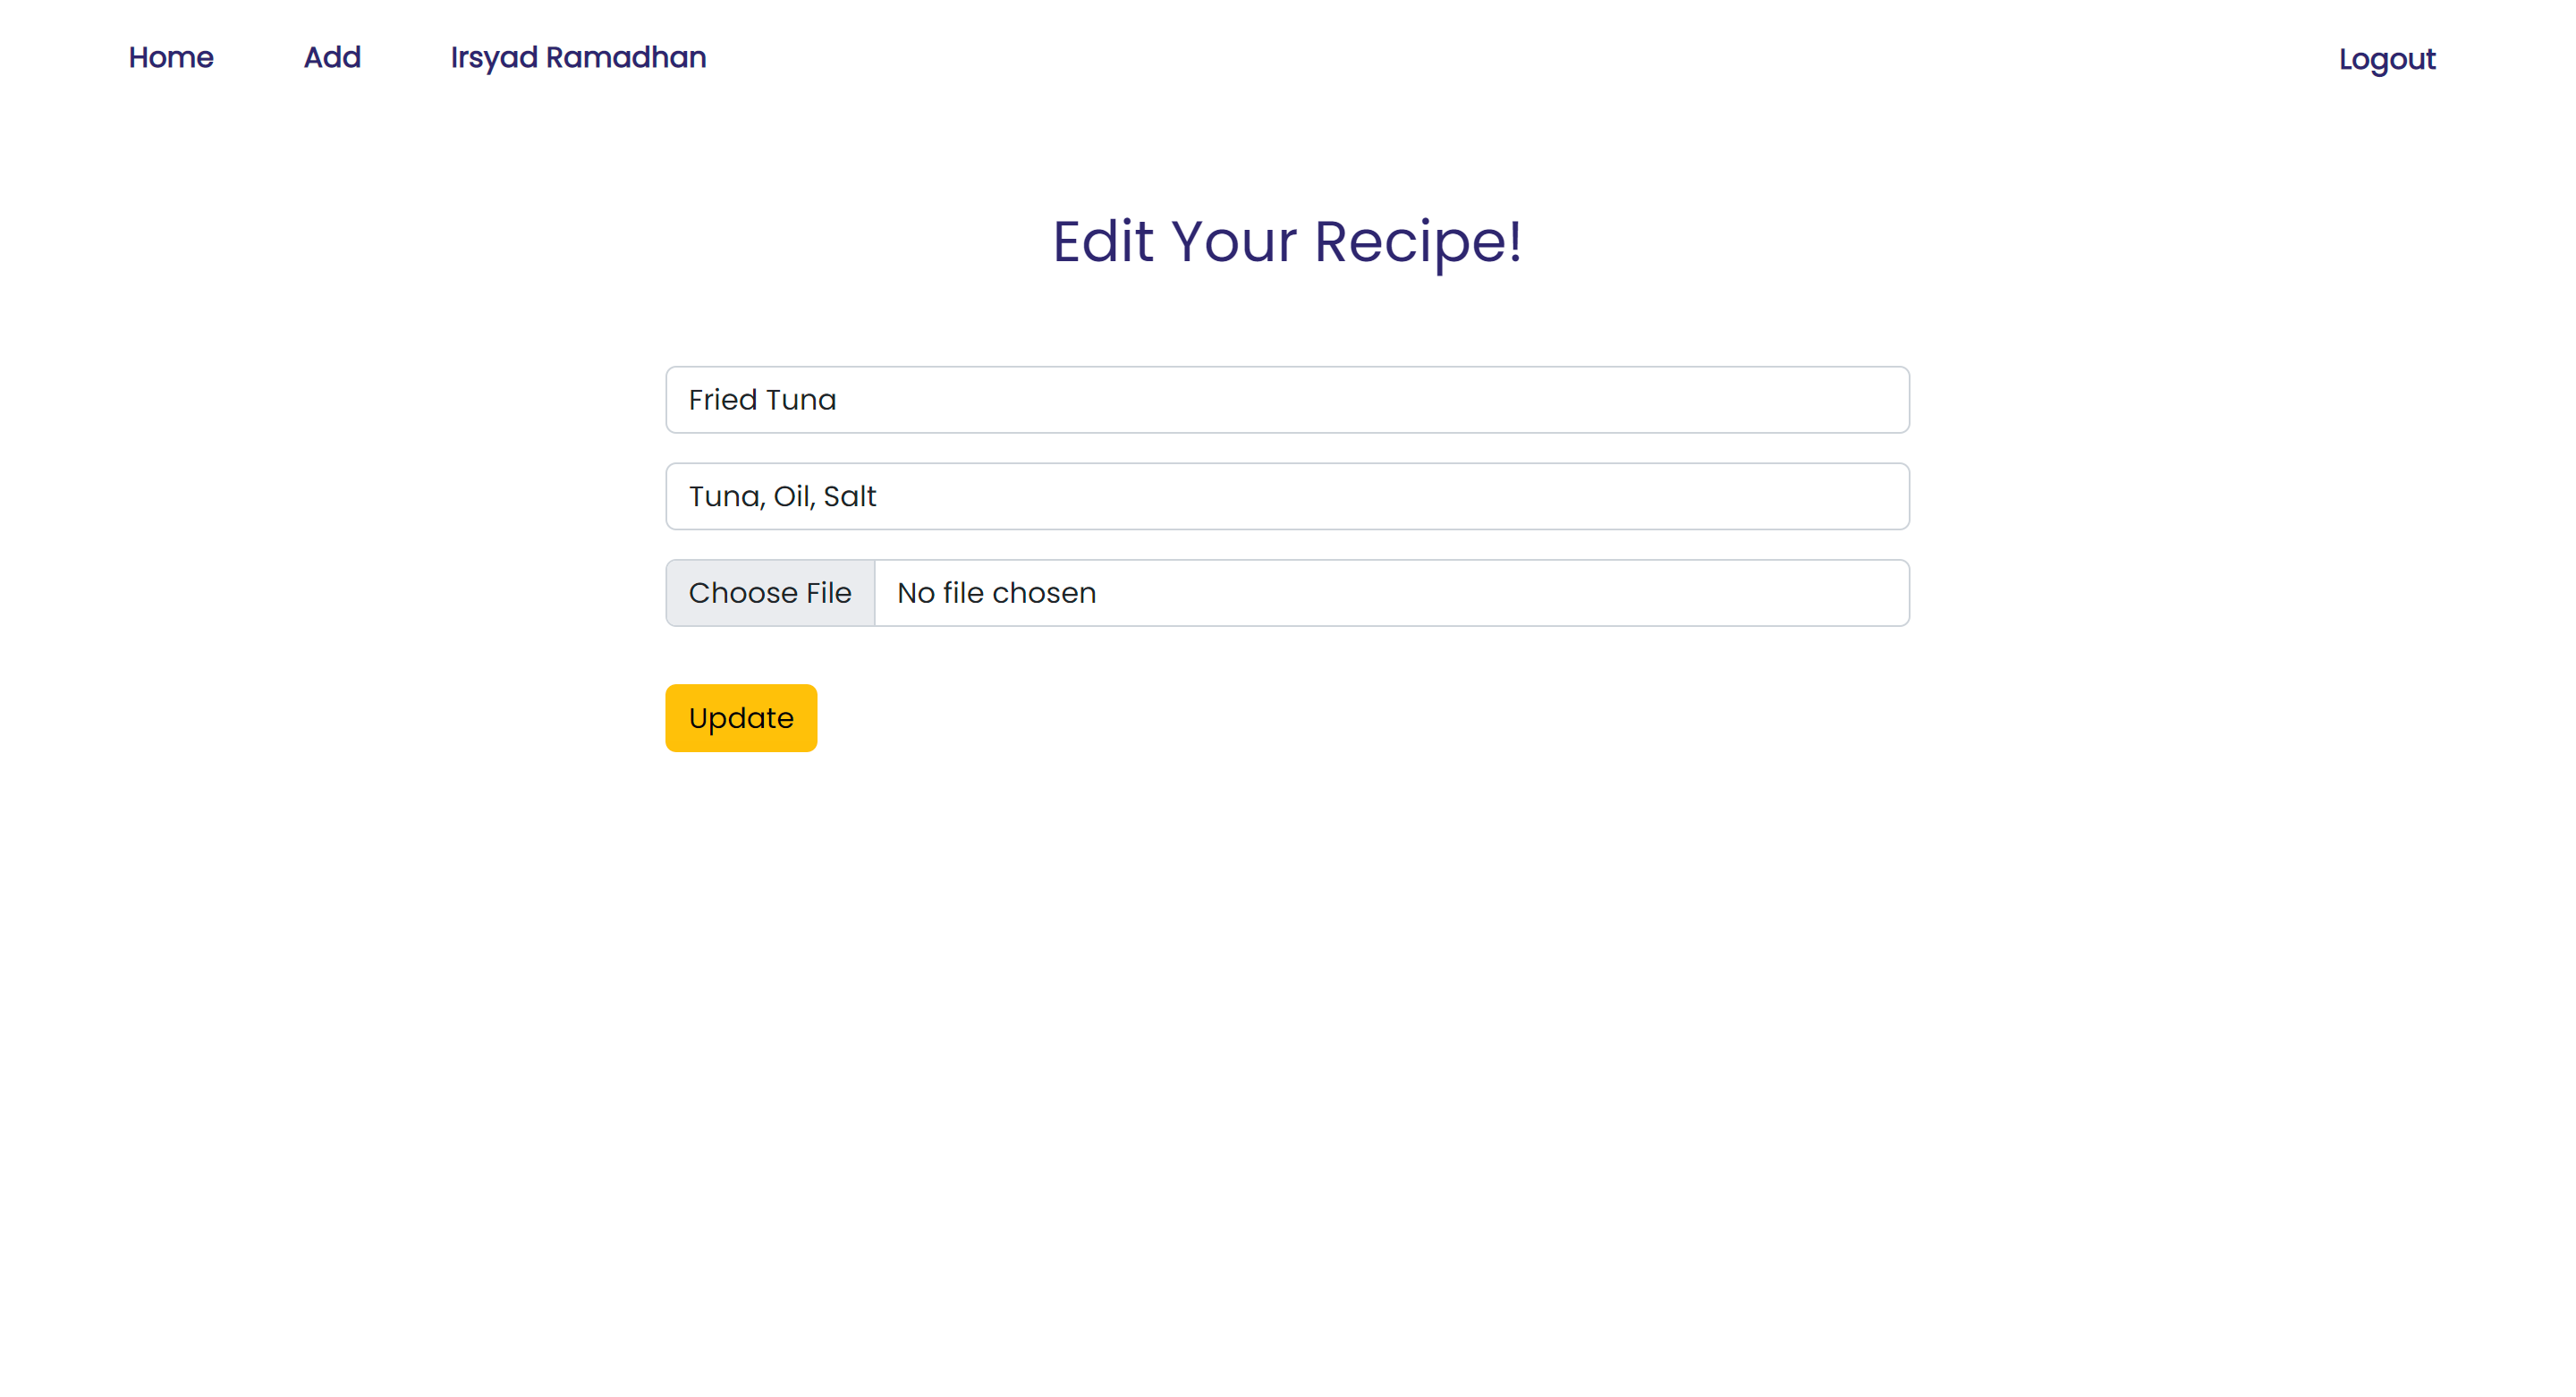 Home Add Irsyad Ramadhan Logout
Edit Your Recipe!
Fried Tuna
Tuna, Oil, Salt
Choose File No file chosen
Update